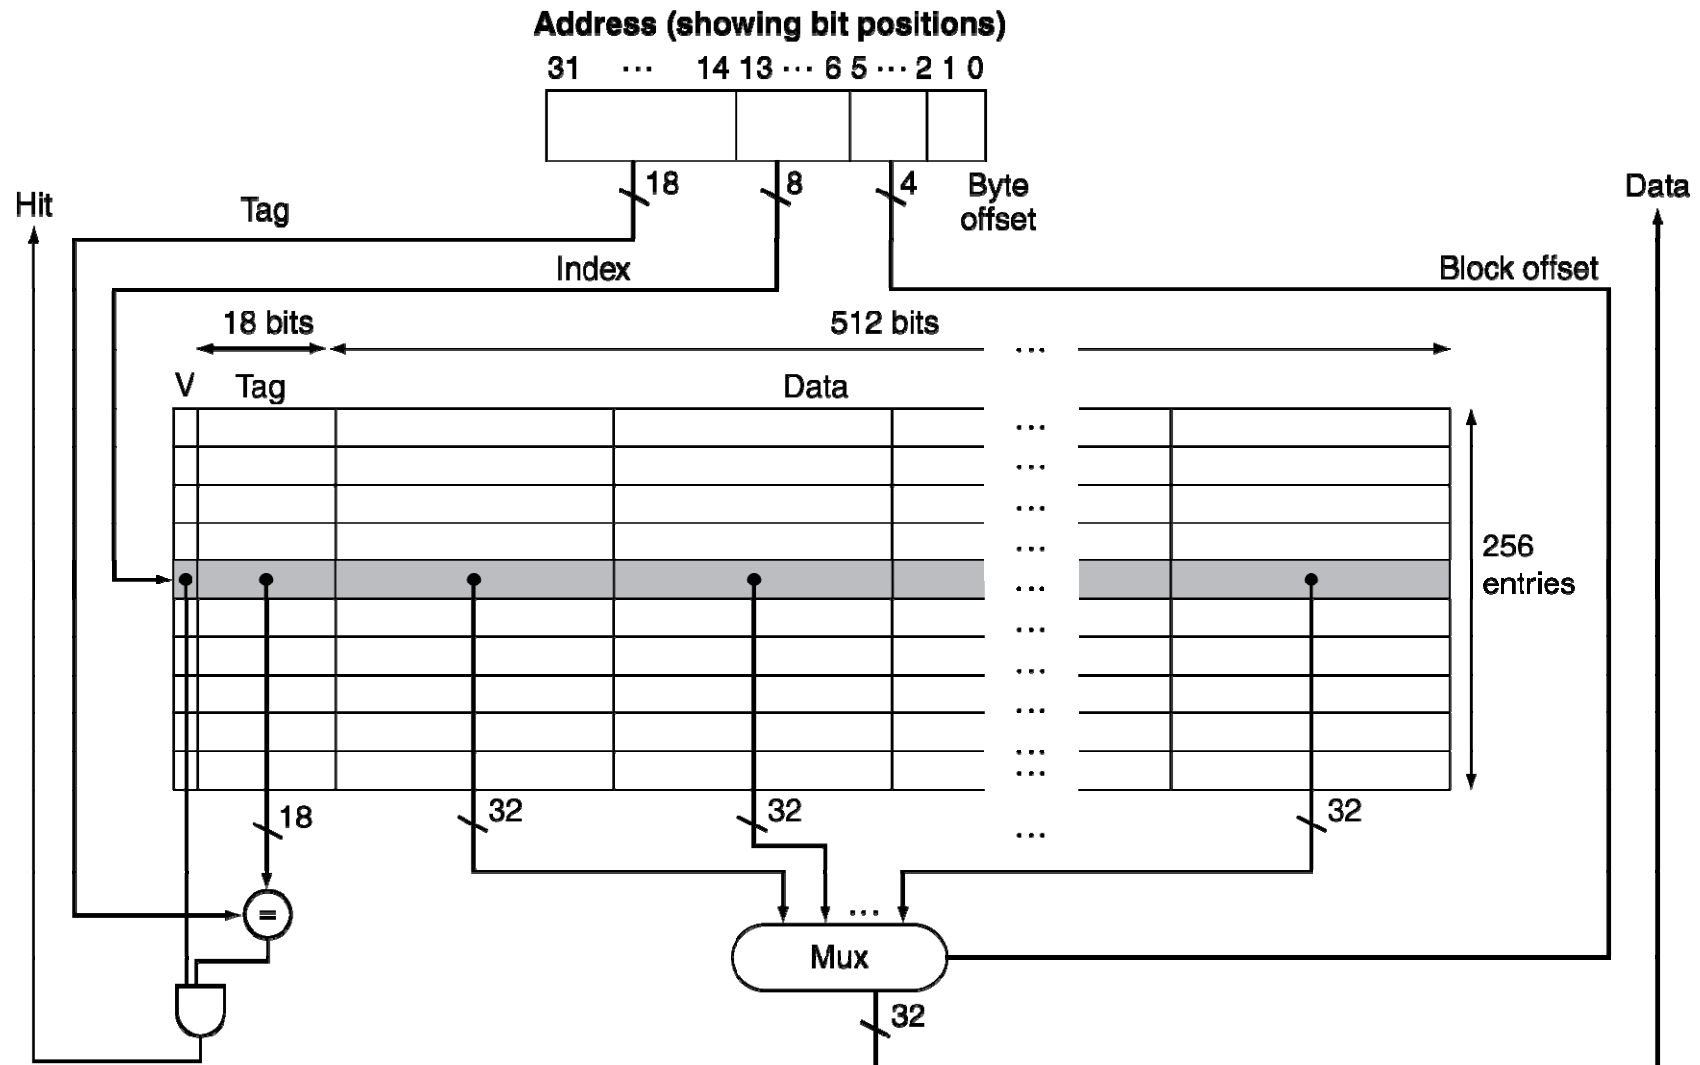 Address (showing bit positions)
31 ... 14 13 ... 6 5 ... 2 1 0
18 8 4 Byte
offset
Hit
Tag
Data
Index
Block offset
18 bits
512 bits
...
V Tag Data
...
...
...
...
...
...
...
...
...
...
256
entries
18 32 32 ... 32
=
...
Mux
32